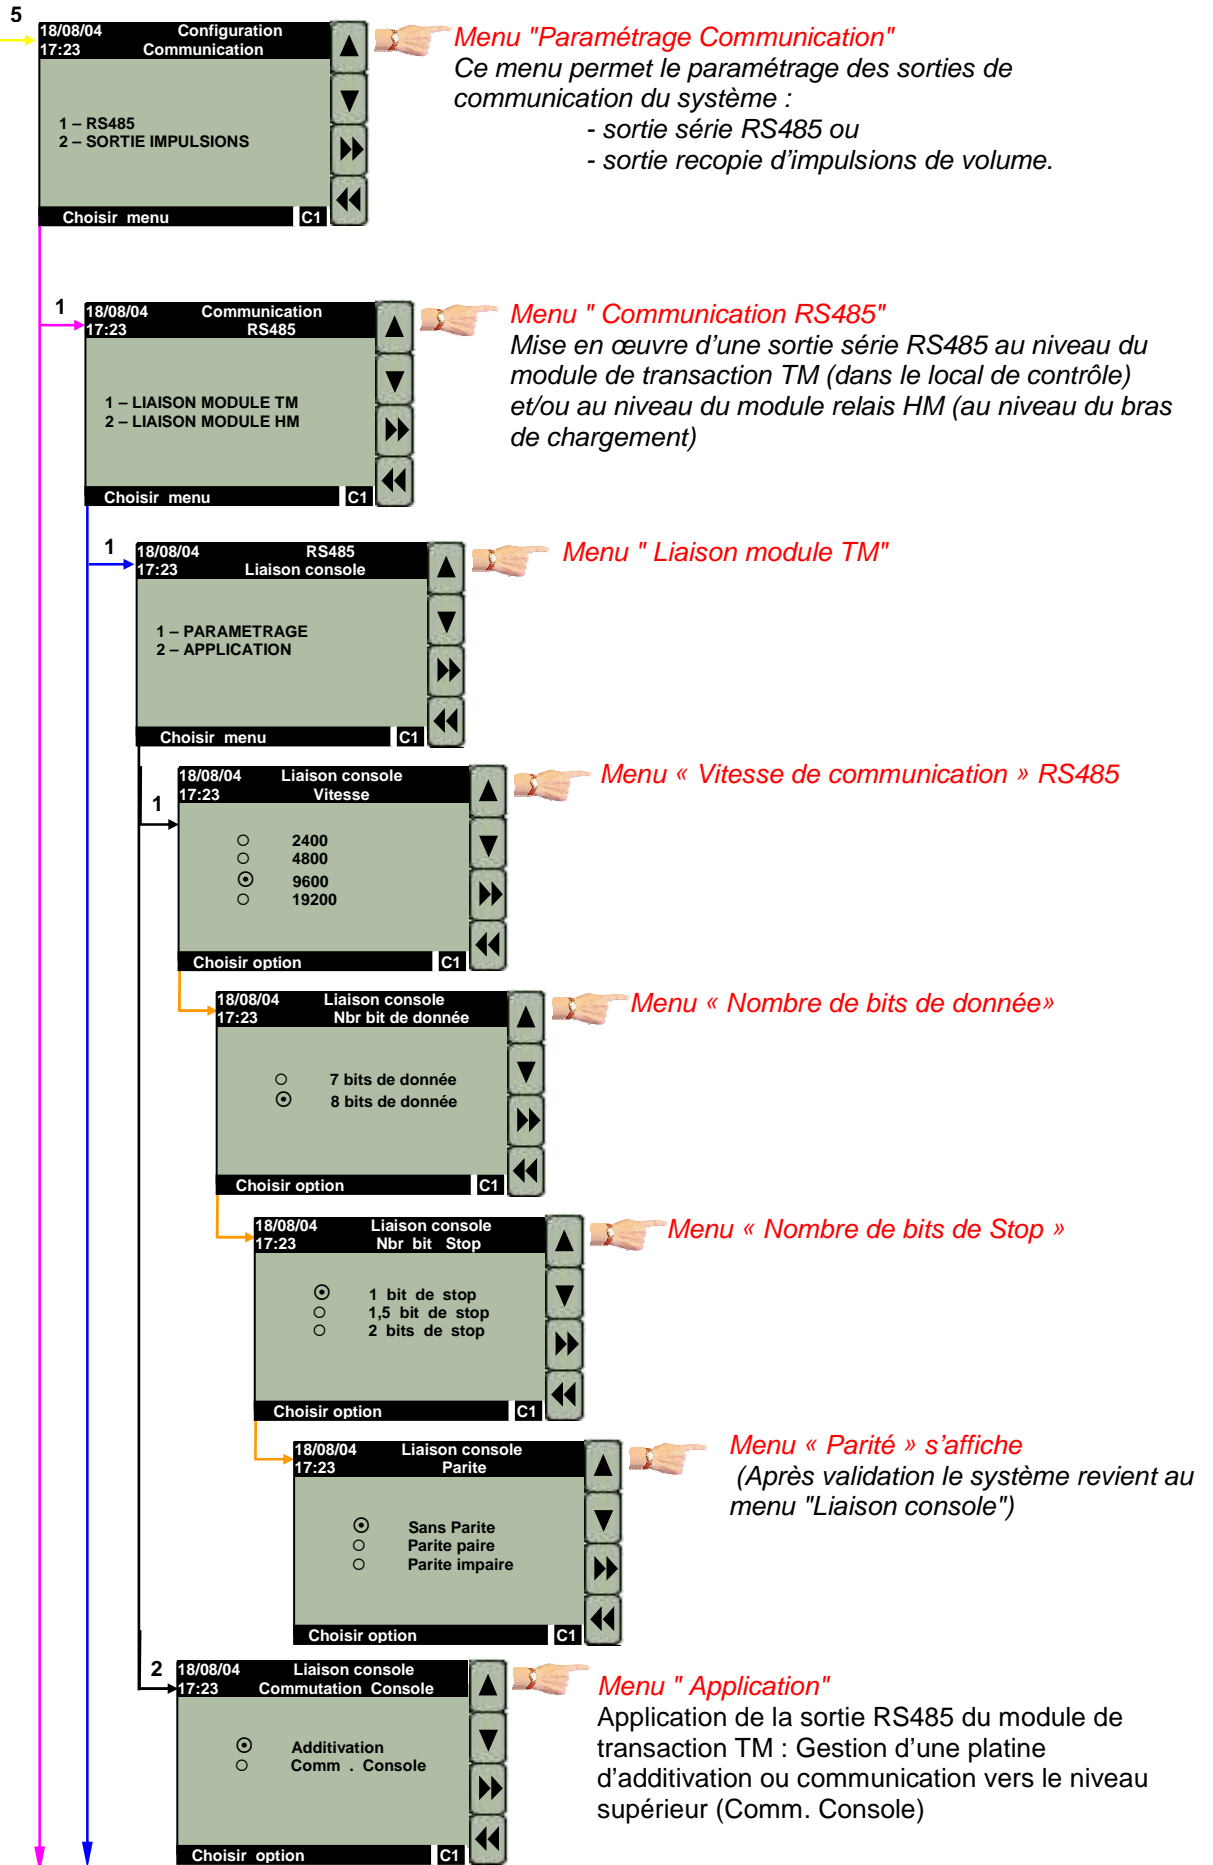 5
18/08/04 Configuration
17:23 Communication
1 – RS485
2 – SORTIE IMPULSIONS
Choisir menu C1
Menu "Paramétrage Communication"
Ce menu permet le paramétrage des sorties de
communication du système :
- sortie série RS485 ou
- sortie recopie d'impulsions de volume.
1
18/08/04 Communication
17:23 RS485
1 – LIAISON MODULE TM
2 – LIAISON MODULE HM
Choisir menu C1
Menu " Communication RS485"
Mise en œuvre d'une sortie série RS485 au niveau du
module de transaction TM (dans le local de contrôle)
et/ou au niveau du module relais HM (au niveau du bras
de chargement)
1
18/08/04 RS485
17:23 Liaison console
1 – PARAMETRAGE
2 – APPLICATION
Choisir menu C1
Menu " Liaison module TM"
1
18/08/04 Liaison console
17:23 Vitesse
2400
4800
9600
19200
Choisir option C1
Menu « Vitesse de communication » RS485
18/08/04 Liaison console
17:23 Nbr bit de donnée
7 bits de donnée
8 bits de donnée
Choisir option C1
Menu « Nombre de bits de donnée»
18/08/04 Liaison console
17:23 Nbr bit Stop
1 bit de stop
1,5 bit de stop
2 bits de stop
Choisir option C1
Menu « Nombre de bits de Stop »
18/08/04 Liaison console
17:23 Parite
Sans Parite
Parite paire
Parite impaire
Choisir option C1
Menu « Parité » s'affiche
(Après validation le système revient au
menu "Liaison console")
2
18/08/04 Liaison console
17:23 Commutation Console
Additivation
Comm . Console
Choisir option C1
Menu " Application"
Application de la sortie RS485 du module de
transaction TM : Gestion d'une platine
d'additivation ou communication vers le niveau
supérieur (Comm. Console)